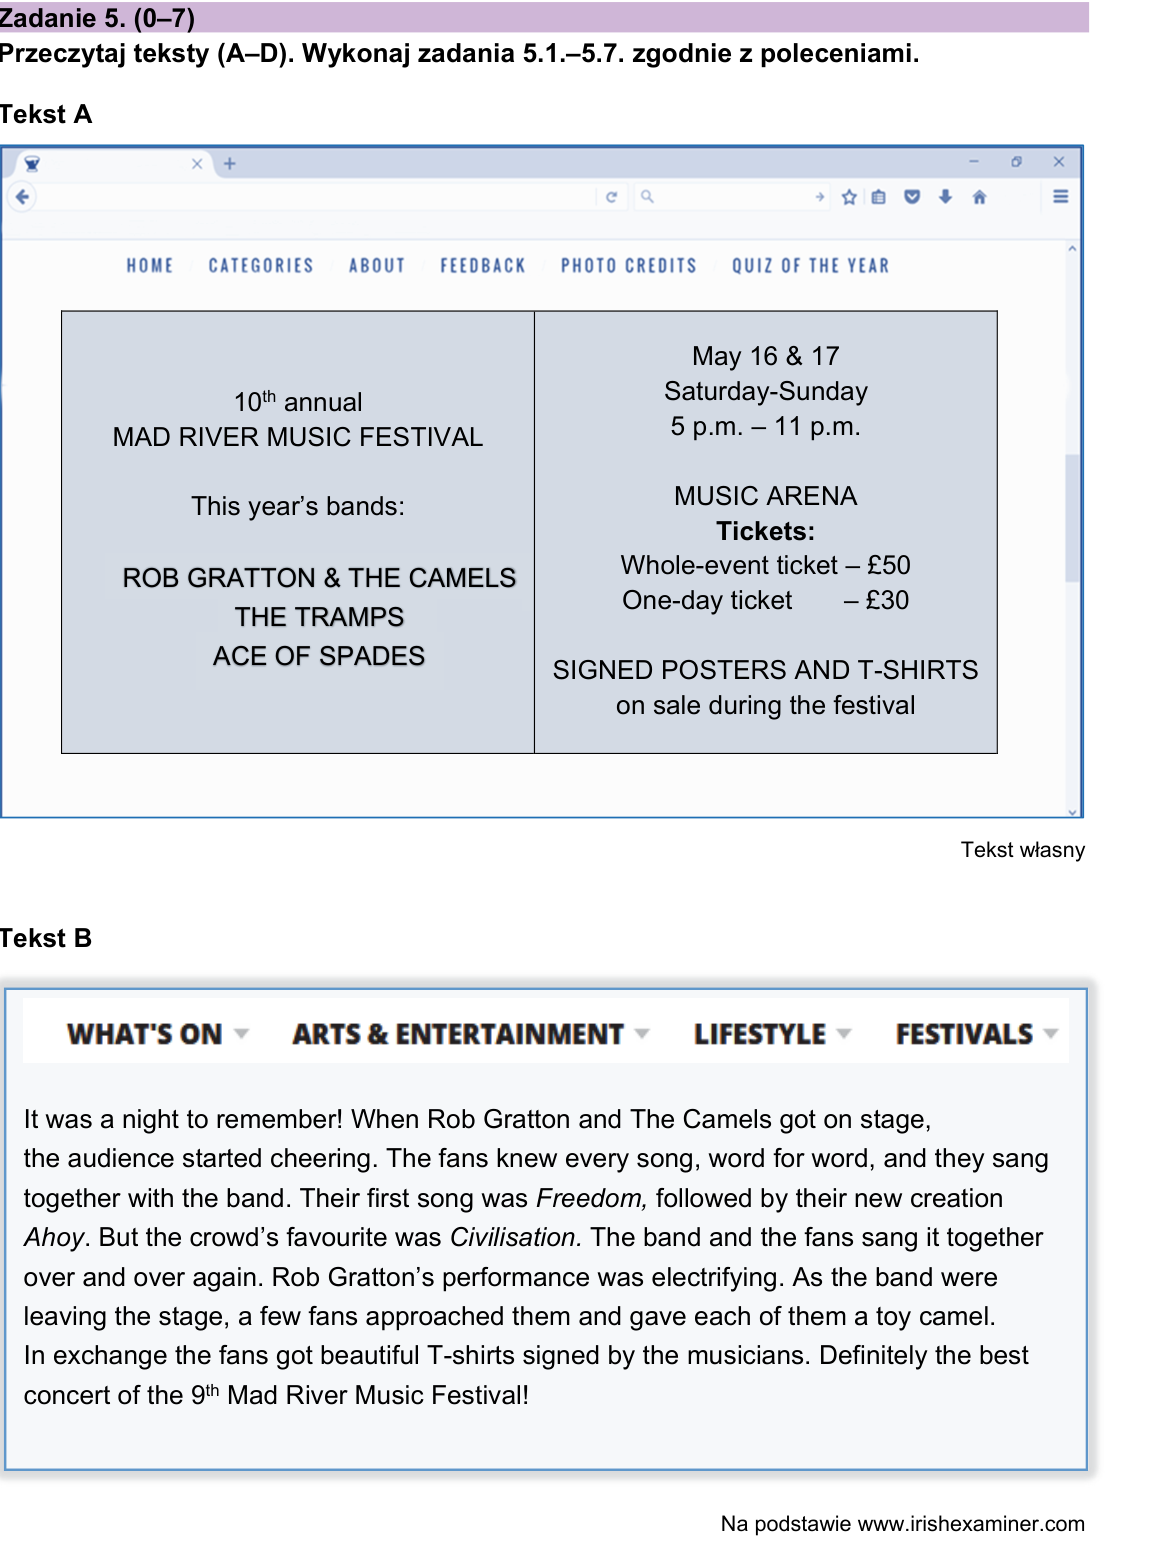 Zadanie 5. (0–7)
Przeczytaj teksty (A–D). Wykonaj zadania 5.1.–5.7. zgodnie z poleceniami.
Tekst A
HOME CATEGORIES ABOUT FEEDBACK PHOTO CREDITS QUIZ OF THE YEAR
10th annual
MAD RIVER MUSIC FESTIVAL
This year’s bands:
ROB GRATTON & THE CAMELS
THE TRAMPS
ACE OF SPADES
May 16 & 17
Saturday-Sunday
5 p.m. – 11 p.m.
MUSIC ARENA
Tickets:
Whole-event ticket – £50
One-day ticket – £30
SIGNED POSTERS AND T-SHIRTS
on sale during the festival
Tekst własny
Tekst B
WHAT'S ON ARTS & ENTERTAINMENT LIFESTYLE FESTIVALS
It was a night to remember! When Rob Gratton and The Camels got on stage,
the audience started cheering. The fans knew every song, word for word, and they sang
together with the band. Their first song was Freedom, followed by their new creation
Ahoy. But the crowd’s favourite was Civilisation. The band and the fans sang it together
over and over again. Rob Gratton’s performance was electrifying. As the band were
leaving the stage, a few fans approached them and gave each of them a toy camel.
In exchange the fans got beautiful T-shirts signed by the musicians. Definitely the best
concert of the 9th Mad River Music Festival!
Na podstawie www.irishexaminer.com